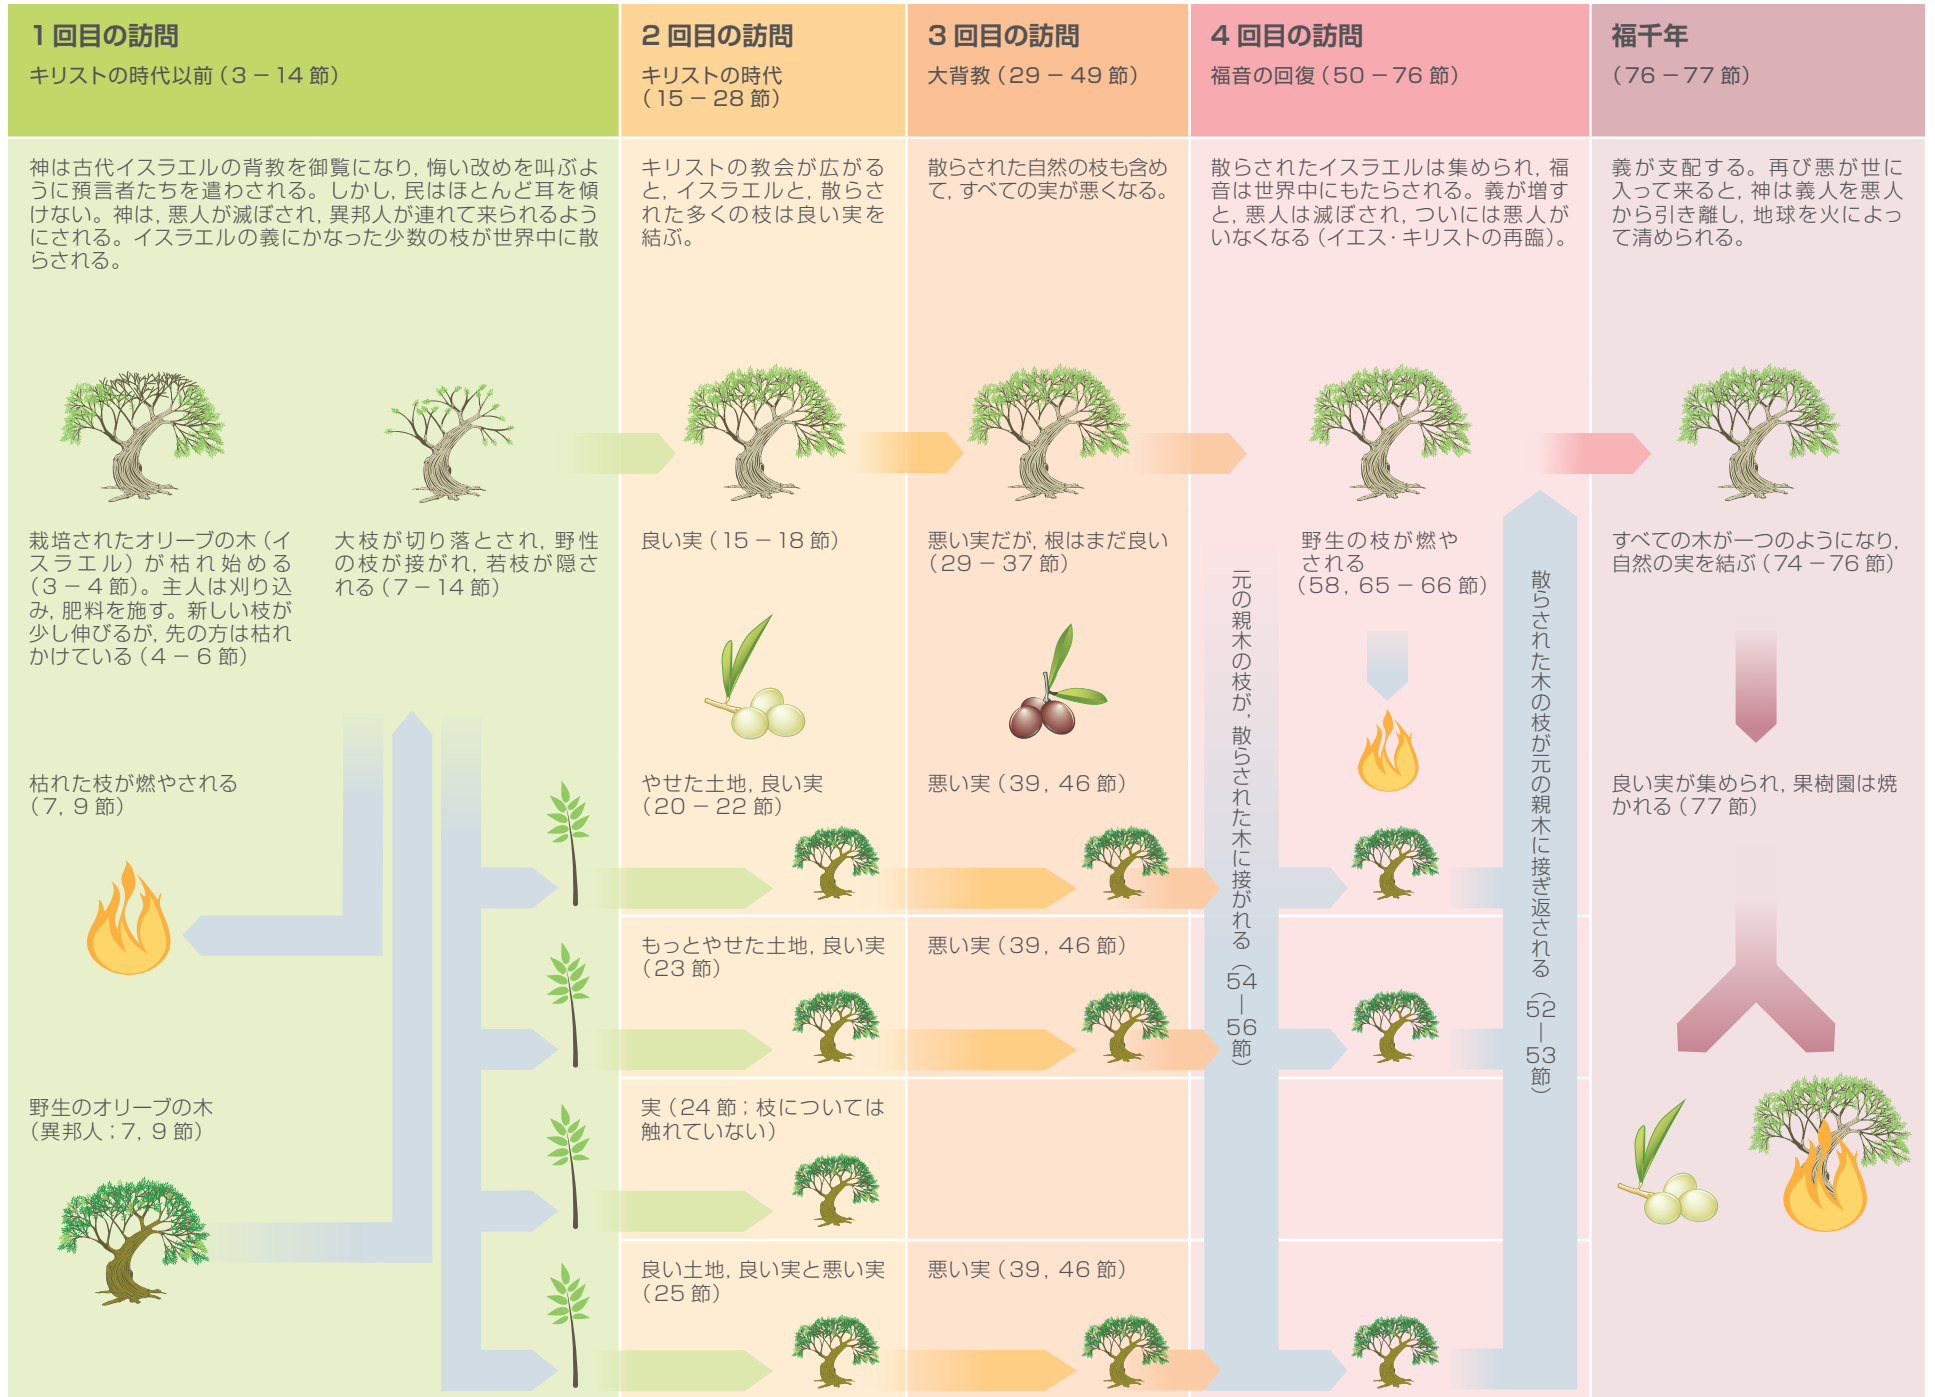 1 回目の訪問
キリストの時代以前（3 − 14 節）
2 回目の訪問
キリストの時代
（15 − 28 節）
3 回目の訪問
大背教（29 − 49 節）
4 回目の訪問
福音の回復（50 − 76 節）
福千年
（76 − 77 節）
神は古代イスラエルの背教を御覧になり，悔い改めを叫ぶよ
うに預言者たちを遣わされる。しかし，民はほとんど耳を傾
けない。神は，悪人が滅ぼされ，異邦人が連れて来られるよう
にされる。イスラエルの義にかなった少数の枝が世界中に散
らされる。
キリストの教会が広がる
と，イスラエルと，散らさ
れた多くの枝は良い実を
結ぶ。
散らされた自然の枝も含め
て，すべての実が悪くなる。
散らされたイスラエルは集められ，福
音は世界中にもたらされる。義が増す
と，悪人は滅ぼされ，ついには悪人が
いなくなる（イエス・キリストの再臨）。
義が支配する。再び悪が世に
入って来ると，神は義人を悪人
から引き離し，地球を火によっ
て清められる。
栽培されたオリーブの木（イ
スラエル）が枯れ始める
（3 − 4 節）。主人は刈り込
み，肥料を施す。新しい枝が
少し伸びるが，先の方は枯れ
かけている（4 − 6 節）
大枝が切り落とされ，野性
の枝が接がれ，若枝が隠さ
れる（7 − 14 節）
良い実（15 − 18 節）
悪い実だが，根はまだ良い
（29 − 37 節）
元の親木の枝が，散らされた木に接がれる（54―56節）
野生の枝が燃や
される
（58，65 − 66 節）
散らされた木の枝が元の親木に接ぎ返される（52―53節）
すべての木が一つのようになり，
自然の実を結ぶ（74 − 76 節）
枯れた枝が燃やされる
（7，9 節）
やせた土地，良い実
（20 − 22 節）
悪い実（39，46 節）
良い実が集められ，果樹園は焼
かれる（77 節）
もっとやせた土地，良い実
（23 節）
悪い実（39，46 節）
野生のオリーブの木
（異邦人；7，9 節）
実（24 節；枝については
触れていない）
良い土地，良い実と悪い実
（25 節）
悪い実（39，46 節）